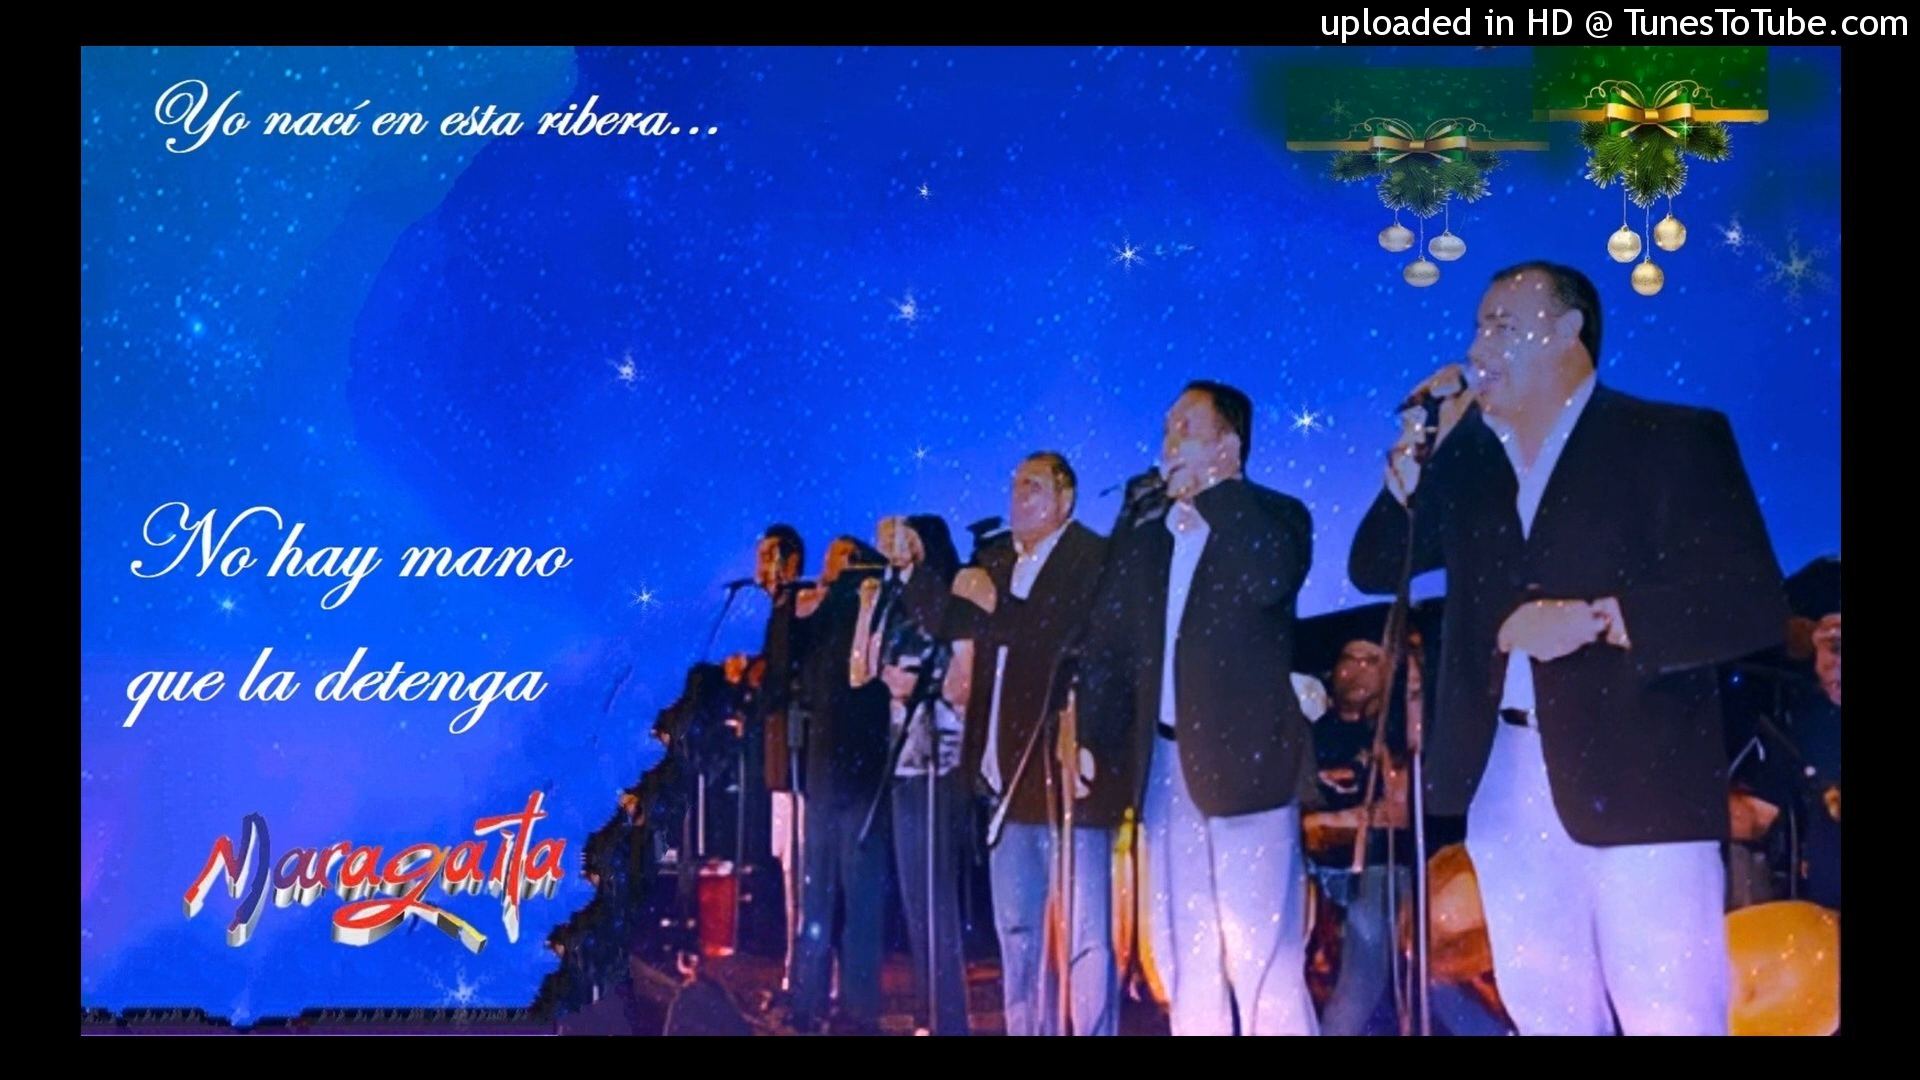 uploaded in HD @ TunesToTube.com
Yo nací en esta ribera...
No hay mano
que la detenga
Maragaita